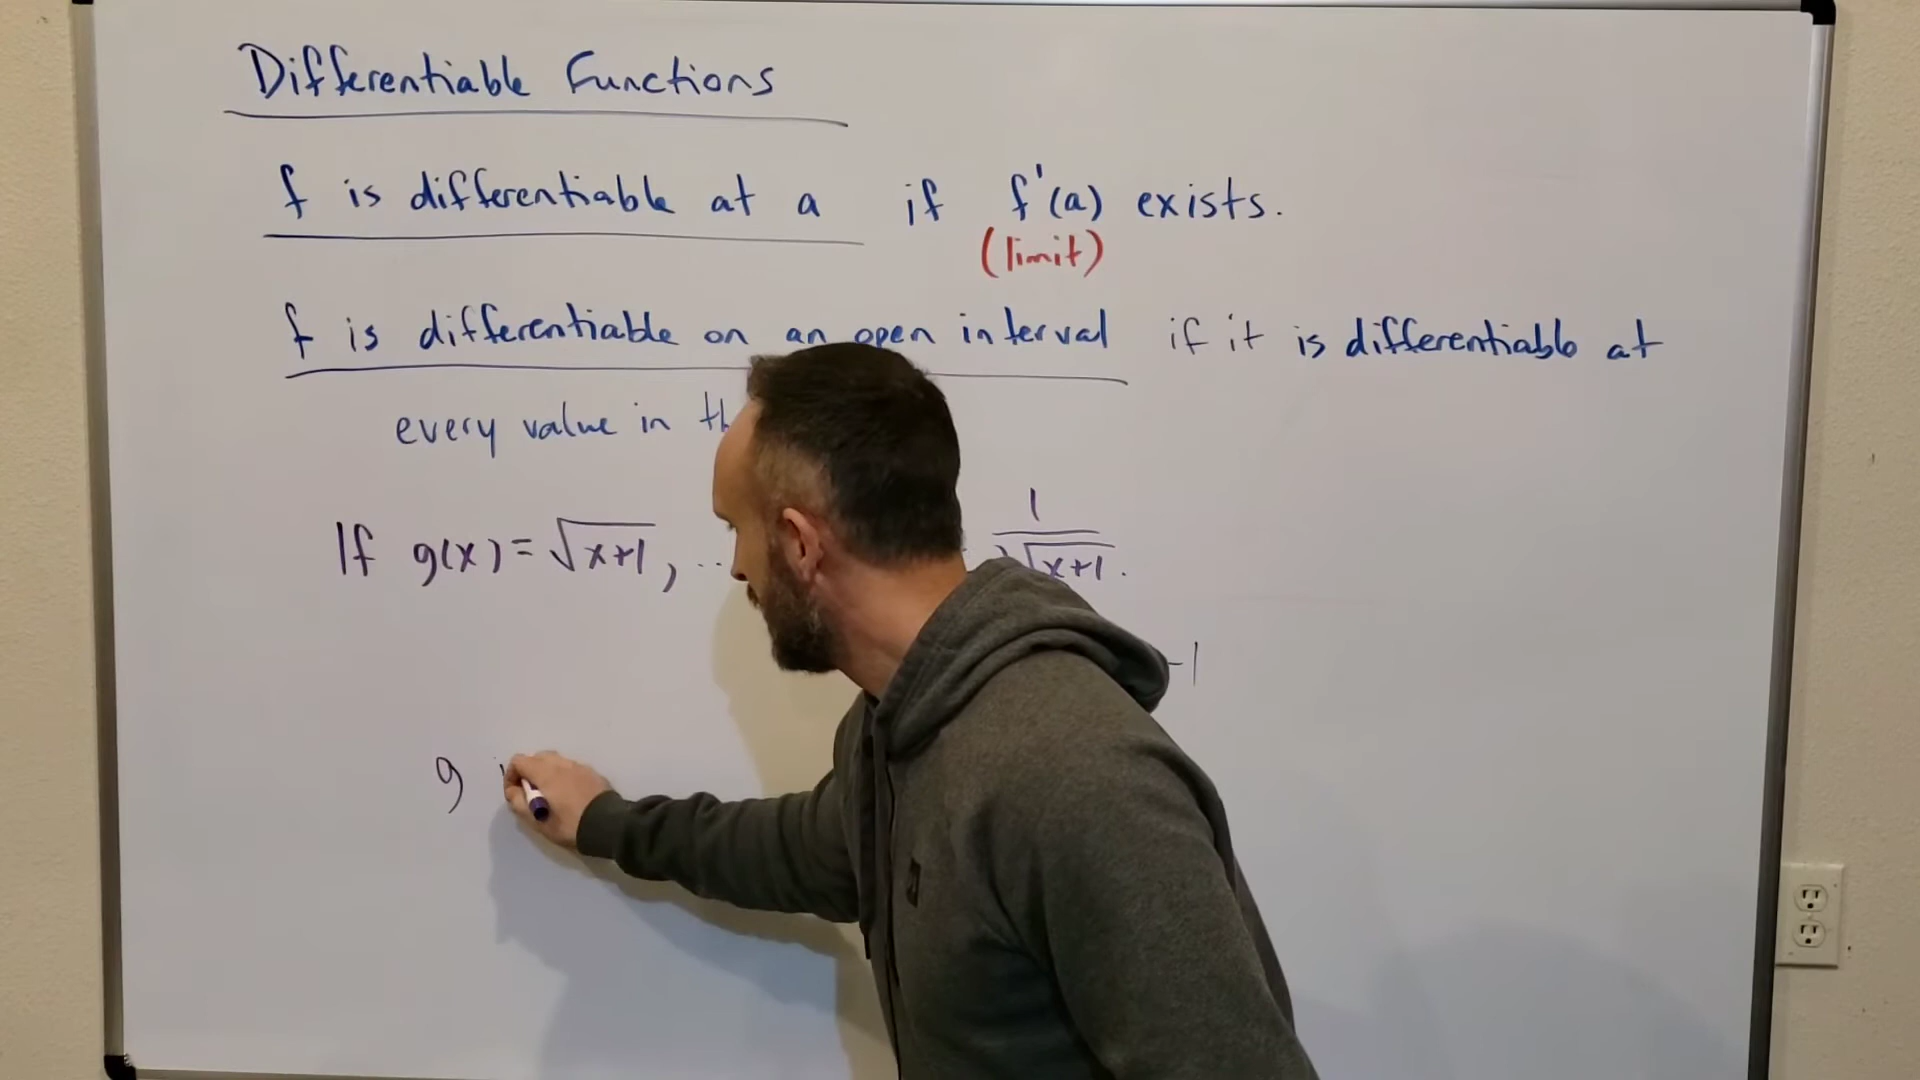 Differentiable Functions
f is differentiable at a if f'(a) exists.
(limit)
f is differentiable on an open interval if it is differentiable at
every value in
If g(x) = √(x+1), ... 1/√(x+1).
-1
g